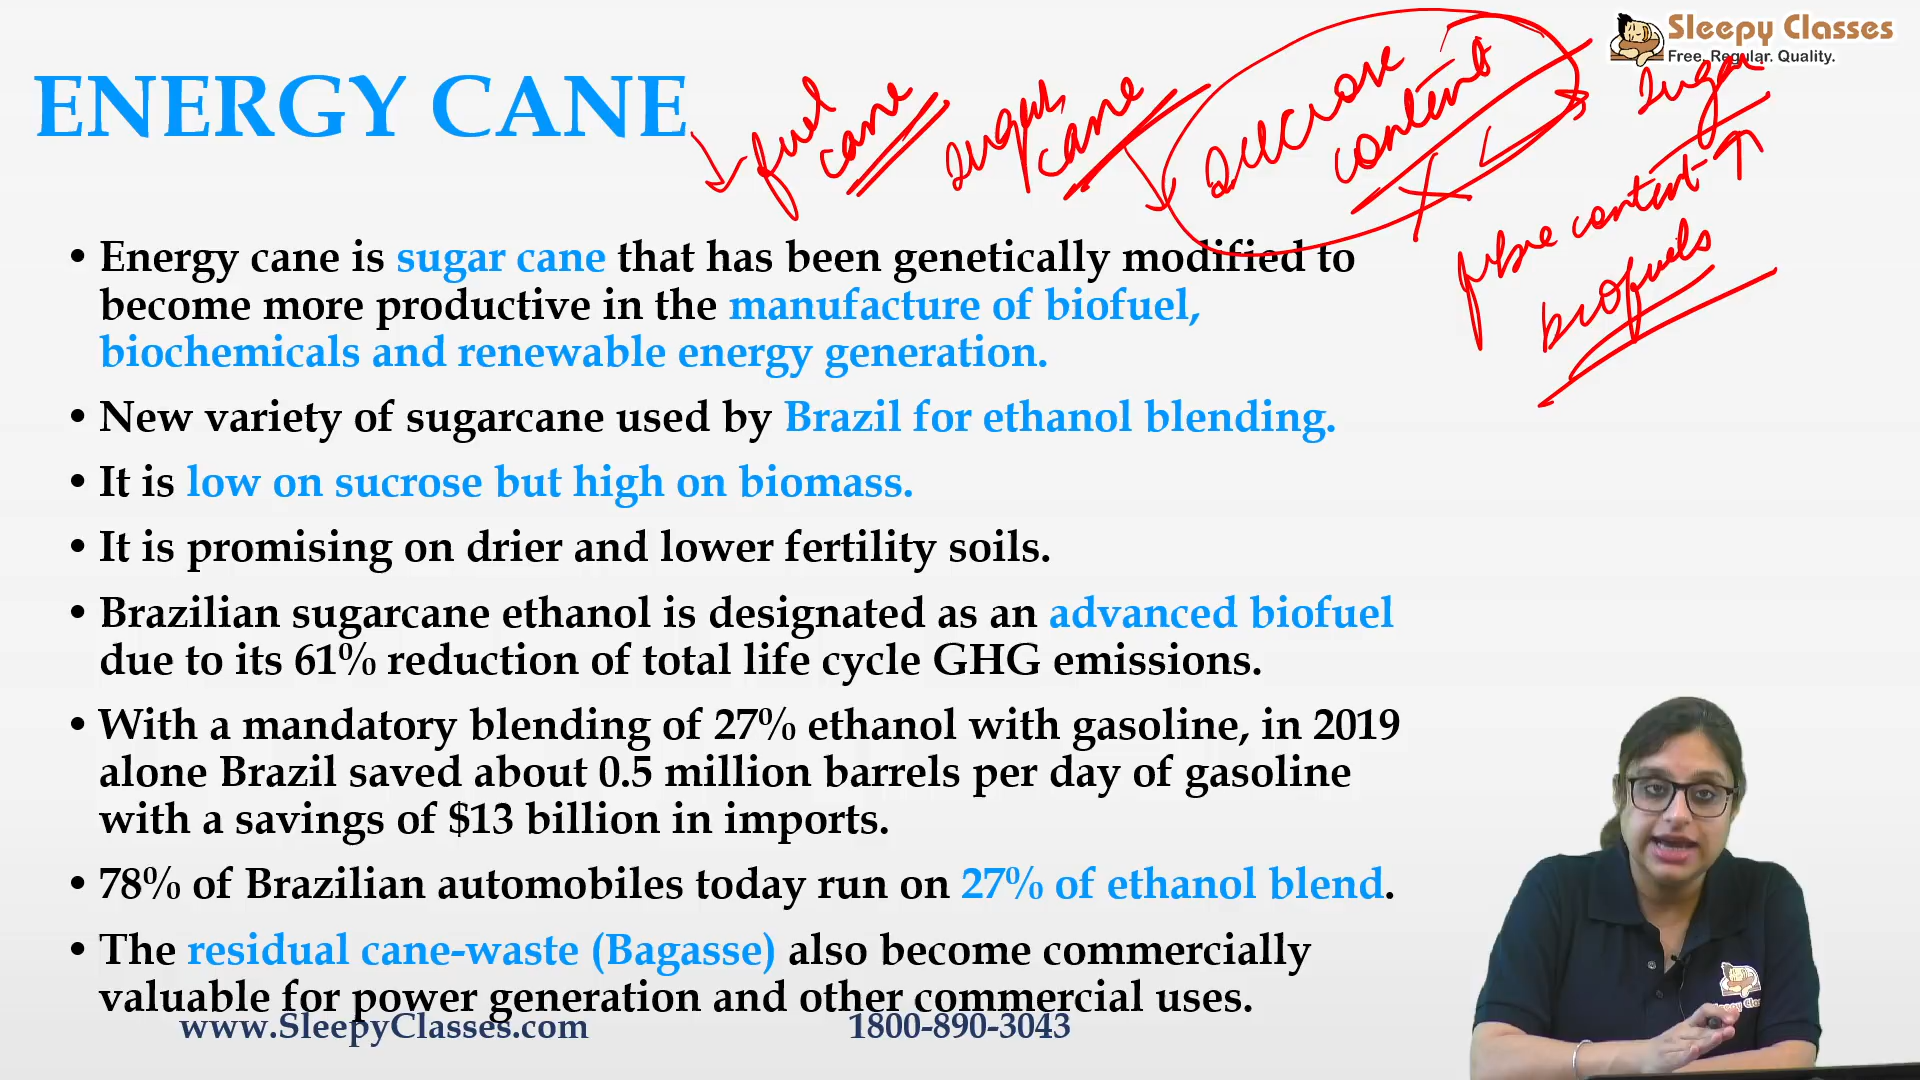 Sleepy Classes
Free. Regular. Quality.
ENERGY CANE
fuel
cane
sugar
cane
succrose
content
sugar
fibre content
biofuels
• Energy cane is sugar cane that has been genetically modified to
become more productive in the manufacture of biofuel,
biochemicals and renewable energy generation.
• New variety of sugarcane used by Brazil for ethanol blending.
• It is low on sucrose but high on biomass.
• It is promising on drier and lower fertility soils.
• Brazilian sugarcane ethanol is designated as an advanced biofuel
due to its 61% reduction of total life cycle GHG emissions.
• With a mandatory blending of 27% ethanol with gasoline, in 2019
alone Brazil saved about 0.5 million barrels per day of gasoline
with a savings of $13 billion in imports.
• 78% of Brazilian automobiles today run on 27% of ethanol blend.
• The residual cane-waste (Bagasse) also become commercially
valuable for power generation and other commercial uses.
www.SleepyClasses.com 1800-890-3043